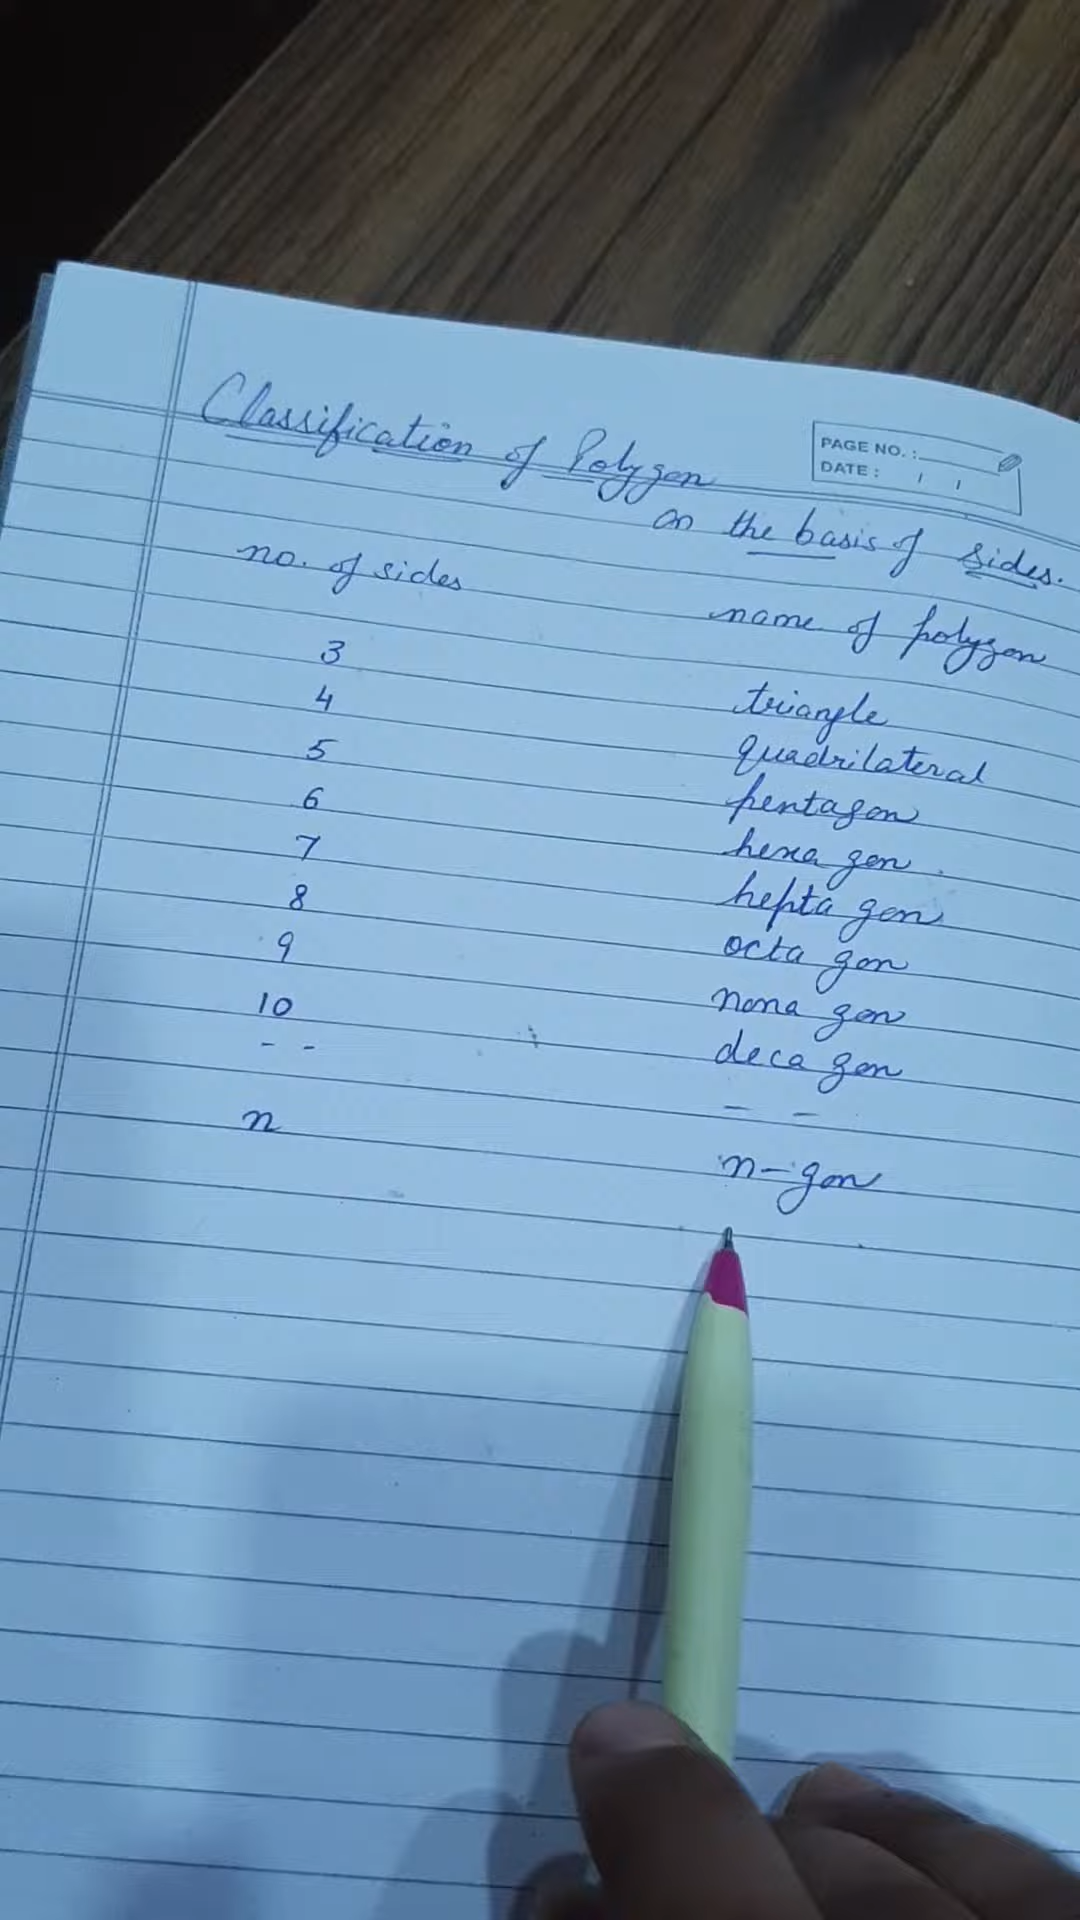 Classification of Polygon
PAGE NO. :
DATE : / /
on the basis of sides.
no. of sides name of polygon
3 triangle
4 quadrilateral
5 pentagon
6 hexa gon
7 hepta gon
8 octa gon
9 nona gon
10 deca gon
- - - -
n n-gon